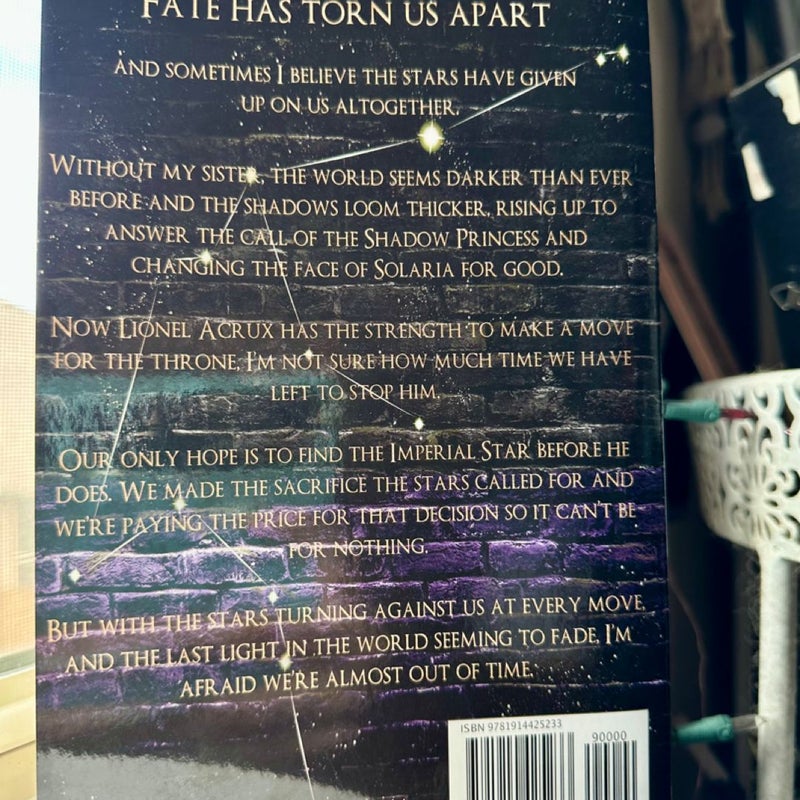 FATE HAS TORN US APART
AND SOMETIMES I BELIEVE THE STARS HAVE GIVEN
UP ON US ALTOGETHER.
WITHOUT MY SISTER, THE WORLD SEEMS DARKER THAN EVER
BEFORE AND THE SHADOWS LOOM THICKER, RISING UP TO
ANSWER THE CALL OF THE SHADOW PRINCESS AND
CHANGING THE FACE OF SOLARIA FOR GOOD.
NOW LIONEL ACRUX HAS THE STRENGTH TO MAKE A MOVE
FOR THE THRONE, I'M NOT SURE HOW MUCH TIME WE HAVE
LEFT TO STOP HIM.
OUR ONLY HOPE IS TO FIND THE IMPERIAL STAR BEFORE HE
DOES. WE MADE THE SACRIFICE THE STARS CALLED FOR AND
WE'RE PAYING THE PRICE FOR THAT DECISION SO IT CAN'T BE
FOR NOTHING.
BUT WITH THE STARS TURNING AGAINST US AT EVERY MOVE,
AND THE LAST LIGHT IN THE WORLD SEEMING TO FADE, I'M
AFRAID WE'RE ALMOST OUT OF TIME.
ISBN 9781914425233
90000